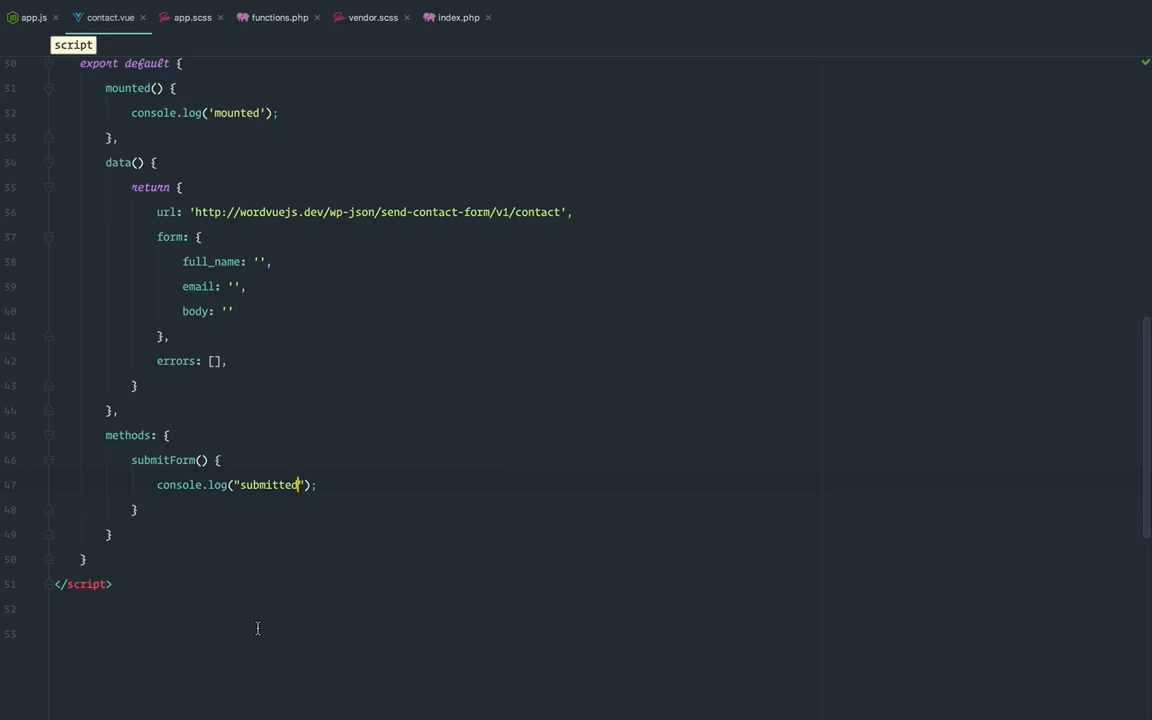 app.js × contact.vue × app.scss × functions.php × vendor.scss × index.php ×
script
30 export default {
31 mounted() {
32 console.log('mounted');
33 },
34 data() {
35 return {
36 url: 'http://wordvuejs.dev/wp-json/send-contact-form/v1/contact',
37 form: {
38 full_name: '',
39 email: '',
40 body: ''
41 },
42 errors: [],
43 }
44 },
45 methods: {
46 submitForm() {
47 console.log("submitted");
48 }
49 }
50 }
51 </script>
52
53